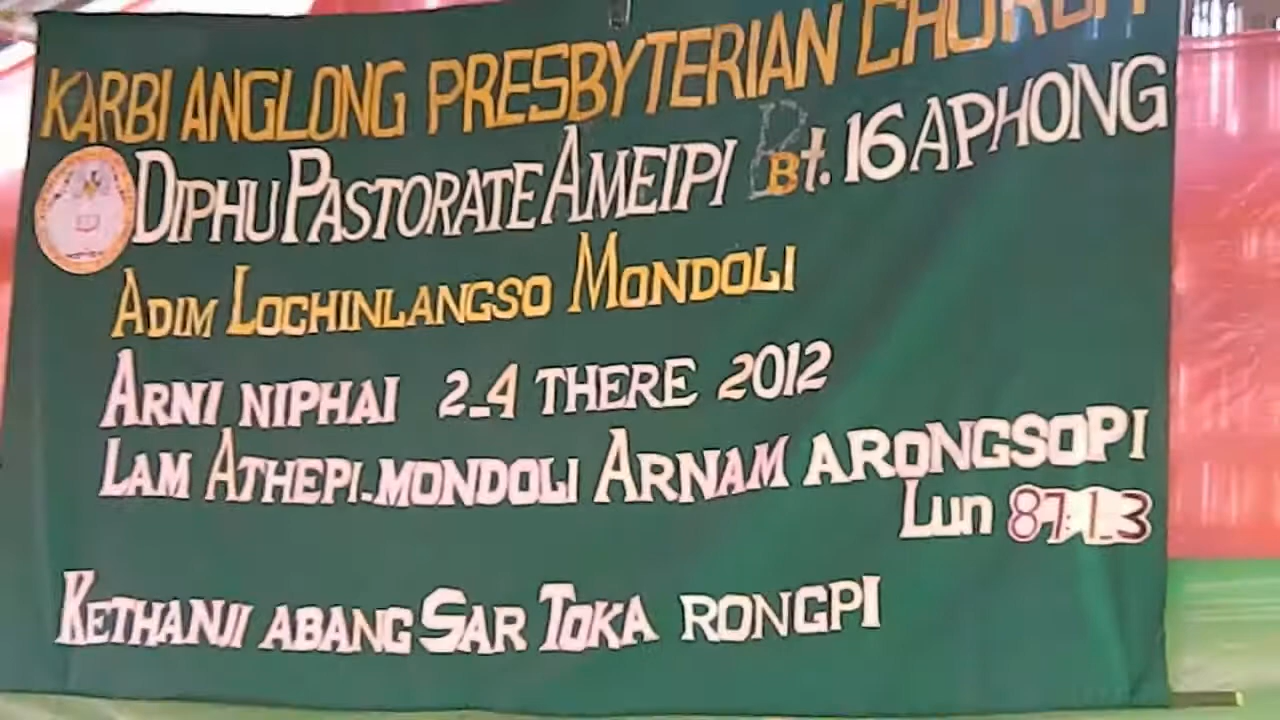 KARBI ANGLONG PRESBYTERIAN CHURCH
DIPHU PASTORATE AMEIPI Bt. 16 APHONG
ADIM LOCHINLANGSO MONDOLI
ARNI NIPHAI 2-4 THERE 2012
LAM ATHEPI-MONDOLI ARNAM ARONGSOPI
Lun 87:1-3
KETHANJI ABANG SAR TOKA RONGPI